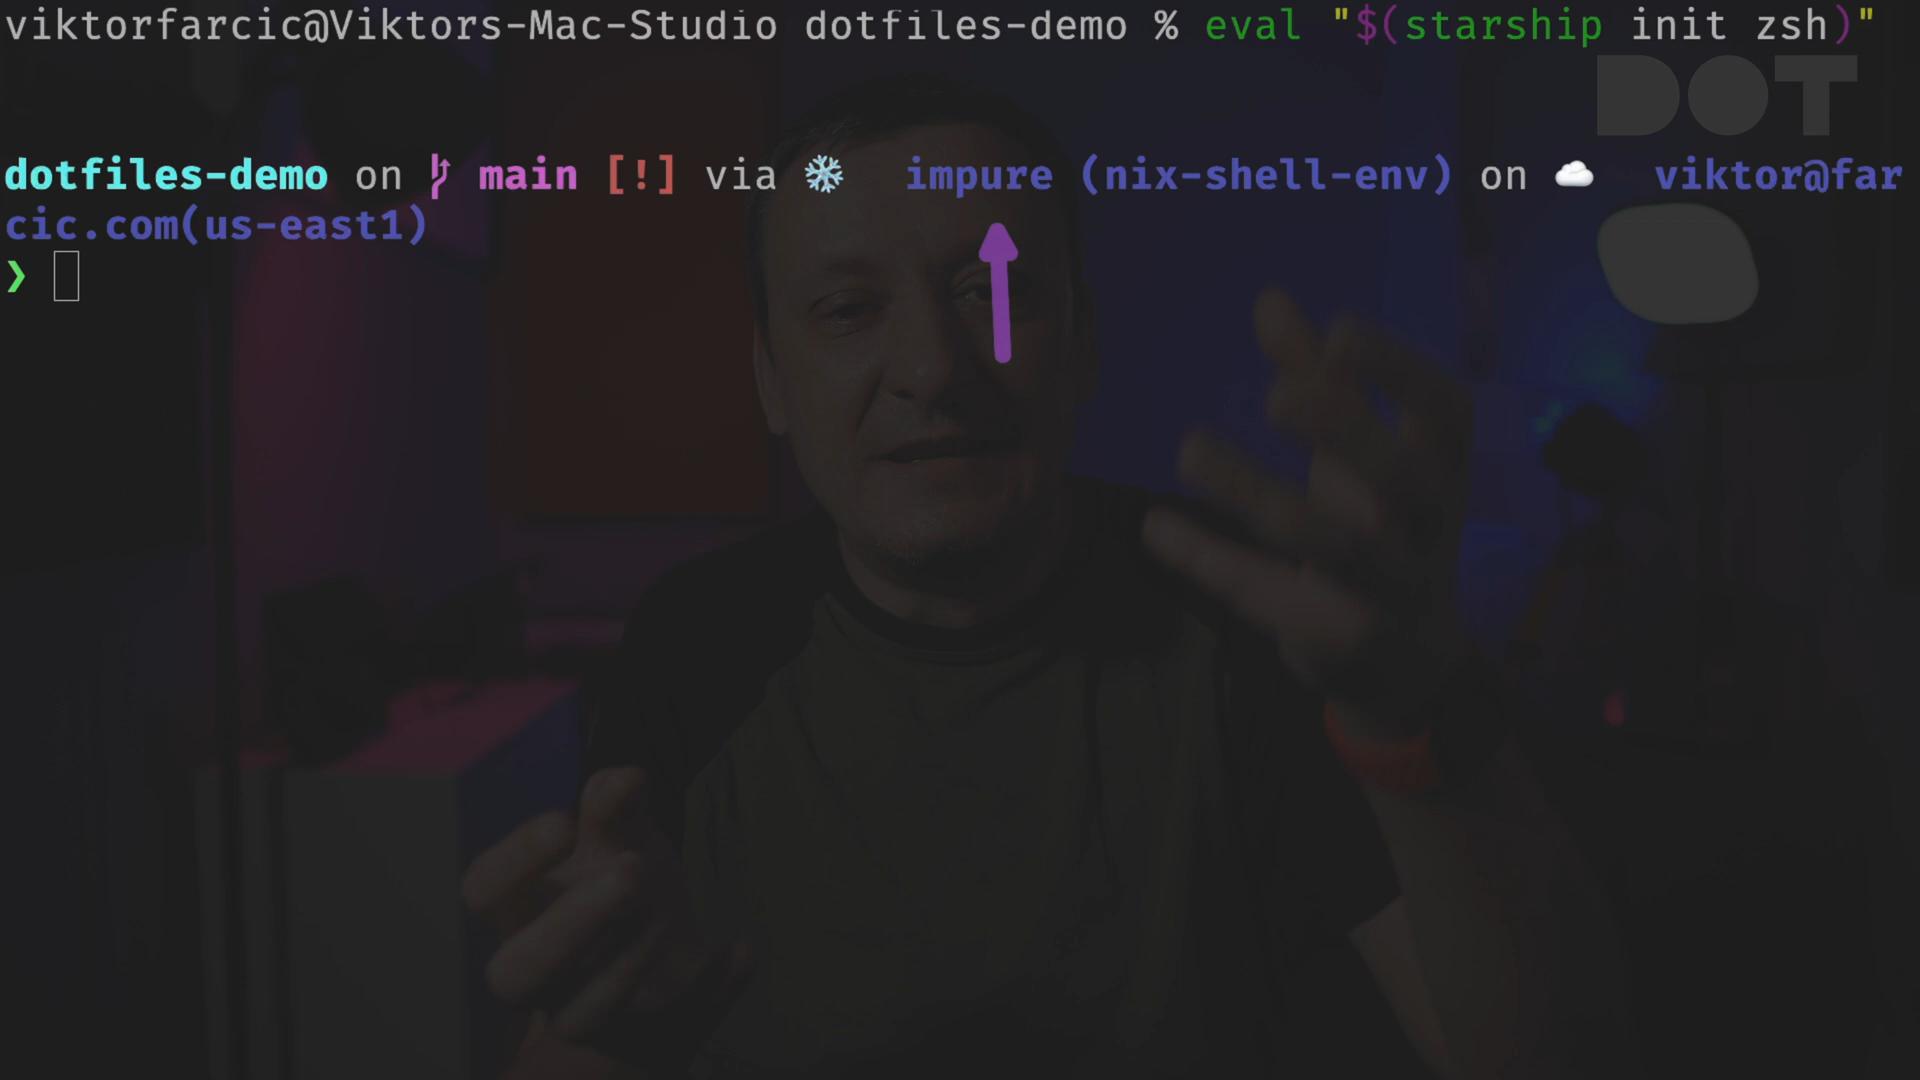 viktorfarcic@Viktors-Mac-Studio dotfiles-demo % eval "$(starship init zsh)"
DOT
dotfiles-demo on main [!] via ❄️ impure (nix-shell-env) on ☁️ viktor@far
cic.com(us-east1)
❯